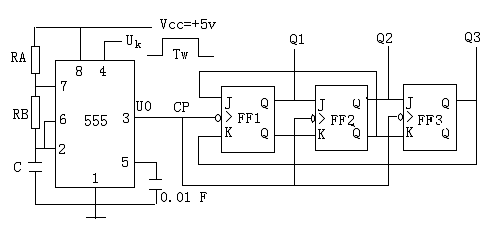 Vcc=+5v
Uk
Tw
Q1
Q2
Q3
RA
8
4
7
RB
6
555
3
U0
CP
2
5
C
1
0.01 F
J
Q
FF1
K
Q
J
Q
FF2
K
Q
J
Q
FF3
K
Q